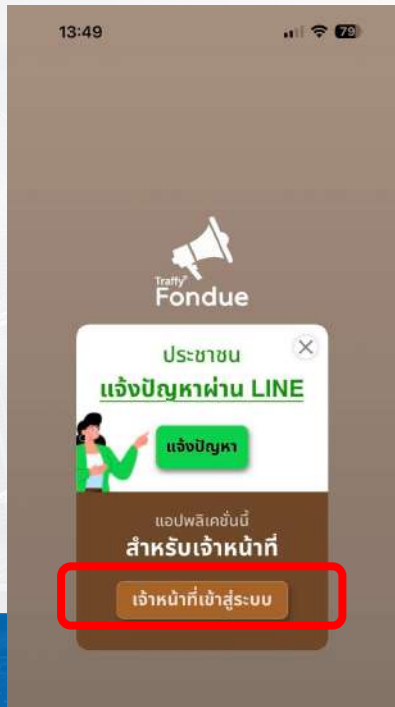 13:49
79
Traffy
Fondue
ประชาชน
แจ้งปัญหาผ่าน LINE
แจ้งปัญหา
แอปพลิเคชั่นนี้
สำหรับเจ้าหน้าที่
เจ้าหน้าที่เข้าสู่ระบบ